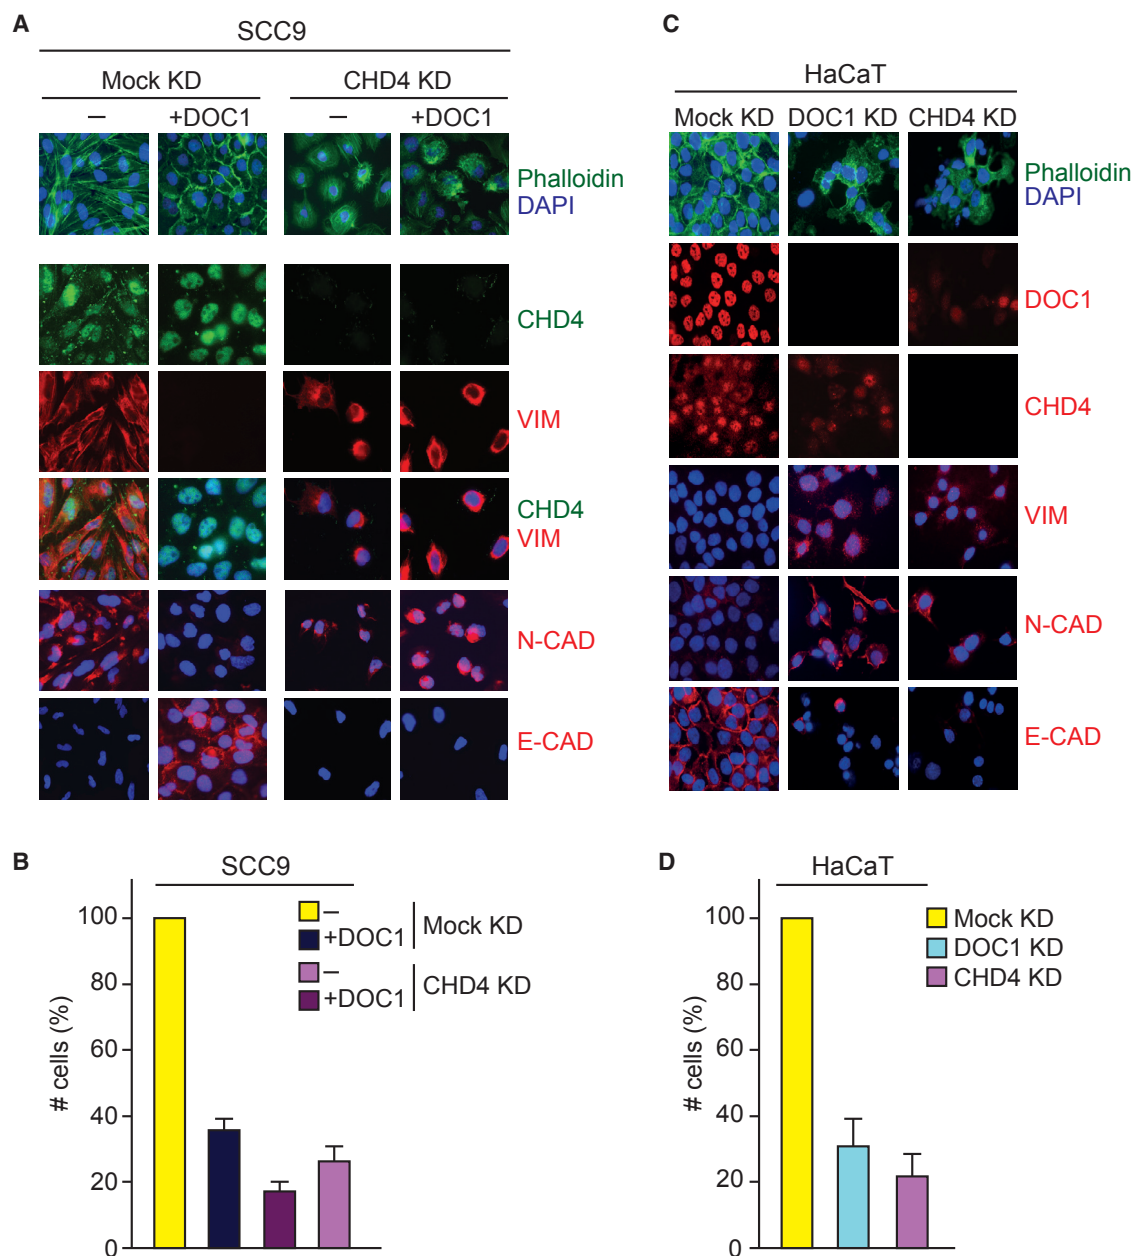 A
SCC9
Mock KD CHD4 KD
– +DOC1 – +DOC1
Phalloidin
DAPI
CHD4
VIM
CHD4
VIM
N-CAD
E-CAD
C
HaCaT
Mock KD DOC1 KD CHD4 KD
Phalloidin
DAPI
DOC1
CHD4
VIM
N-CAD
E-CAD
B
SCC9
# cells (%)
100
80
60
40
20
0
–
+DOC1
Mock KD
–
+DOC1
CHD4 KD
D
HaCaT
# cells (%)
100
80
60
40
20
0
Mock KD
DOC1 KD
CHD4 KD